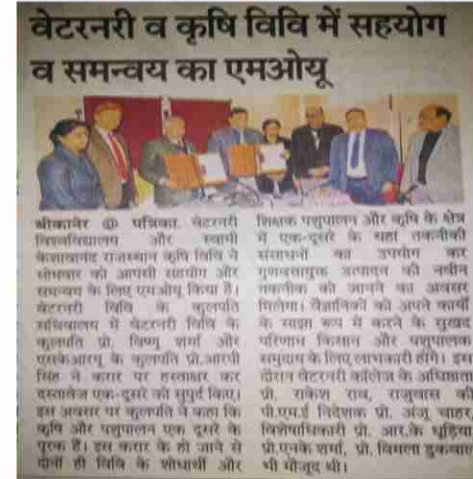 वेटरनरी व कृषि विवि में सहयोग
व समन्वय का एमओयू
बीकानेर @ पत्रिका. वेटरनरी
विश्वविद्यालय और स्वामी
केशवानंद राजस्थान कृषि विवि ने
सोमवार को आपसी सहयोग और
समन्वय के लिए एमओयू किया है।
वेटरनरी विवि के कुलपति
सचिवालय में वेटरनरी विवि के
कुलपति प्रो. विष्णु शर्मा और
एसकेआरयू के कुलपति प्रो.आरपी
सिंह ने करार पर हस्ताक्षर कर
दस्तावेज एक-दूसरे को सुपुर्द किए।
इस अवसर पर कुलपति ने कहा कि
कृषि और पशुपालन एक दूसरे के
पूरक हैं। इस करार के हो जाने से
दोनों ही विवि के शोधार्थी और
शिक्षक पशुपालन और कृषि के क्षेत्र
में एक-दूसरे के यहां तकनीकी
संसाधनों का उपयोग कर
गुणवत्तायुक्त उत्पादन की नवीन
तकनीक को जानने का अवसर
मिलेगा। वैज्ञानिकों को अपने कार्यों
के साझा रूप में करने के सुखद
परिणाम किसान और पशुपालक
समुदाय के लिए लाभकारी होंगे। इस
दौरान वेटरनरी कॉलेज के अधिष्ठाता
प्रो. राकेश राव, राजुवास की
पी.एम.ई निदेशक प्रो. अंजू चाहर,
विशेषाधिकारी प्रो. आर.के धूड़िया
प्रो.एनके शर्मा, प्रो. विमला डुकवाल
भी मौजूद थी।